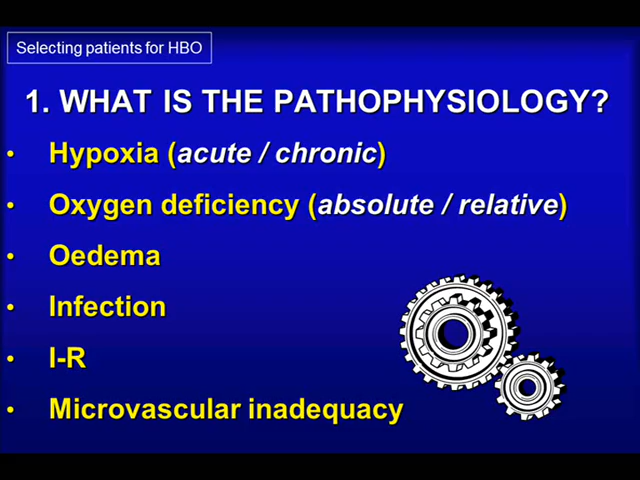 Selecting patients for HBO
1. WHAT IS THE PATHOPHYSIOLOGY?
• Hypoxia (acute / chronic)
• Oxygen deficiency (absolute / relative)
• Oedema
• Infection
• I-R
• Microvascular inadequacy